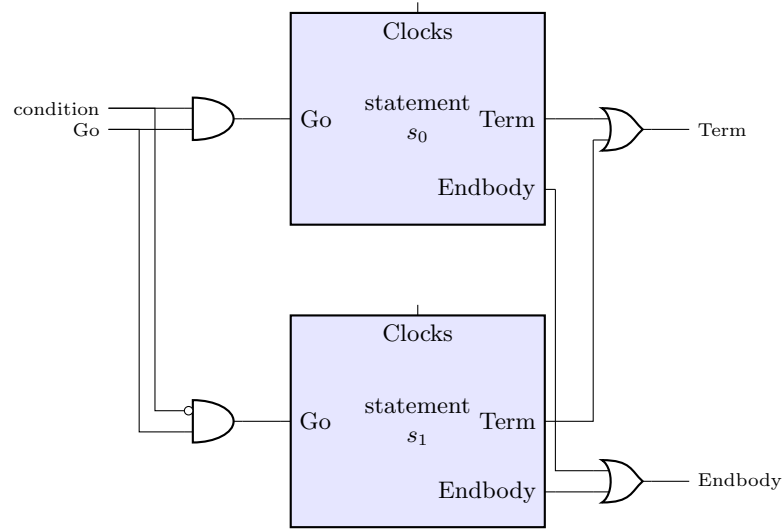 Clocks
condition
Go
Go
statement
s₀
Term
Term
Endbody
Clocks
Go
statement
s₁
Term
Endbody
Endbody